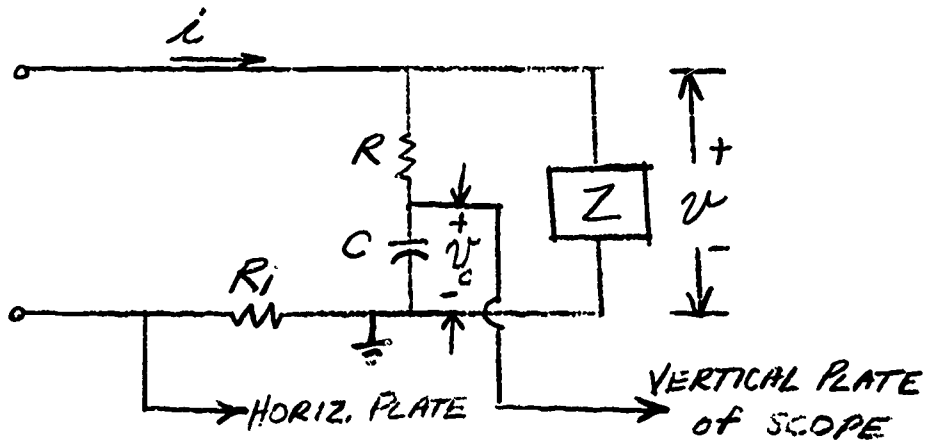 i
R
Z
+
v
-
C
+
v
c
-
Ri
HORIZ. PLATE
VERTICAL PLATE
of SCOPE